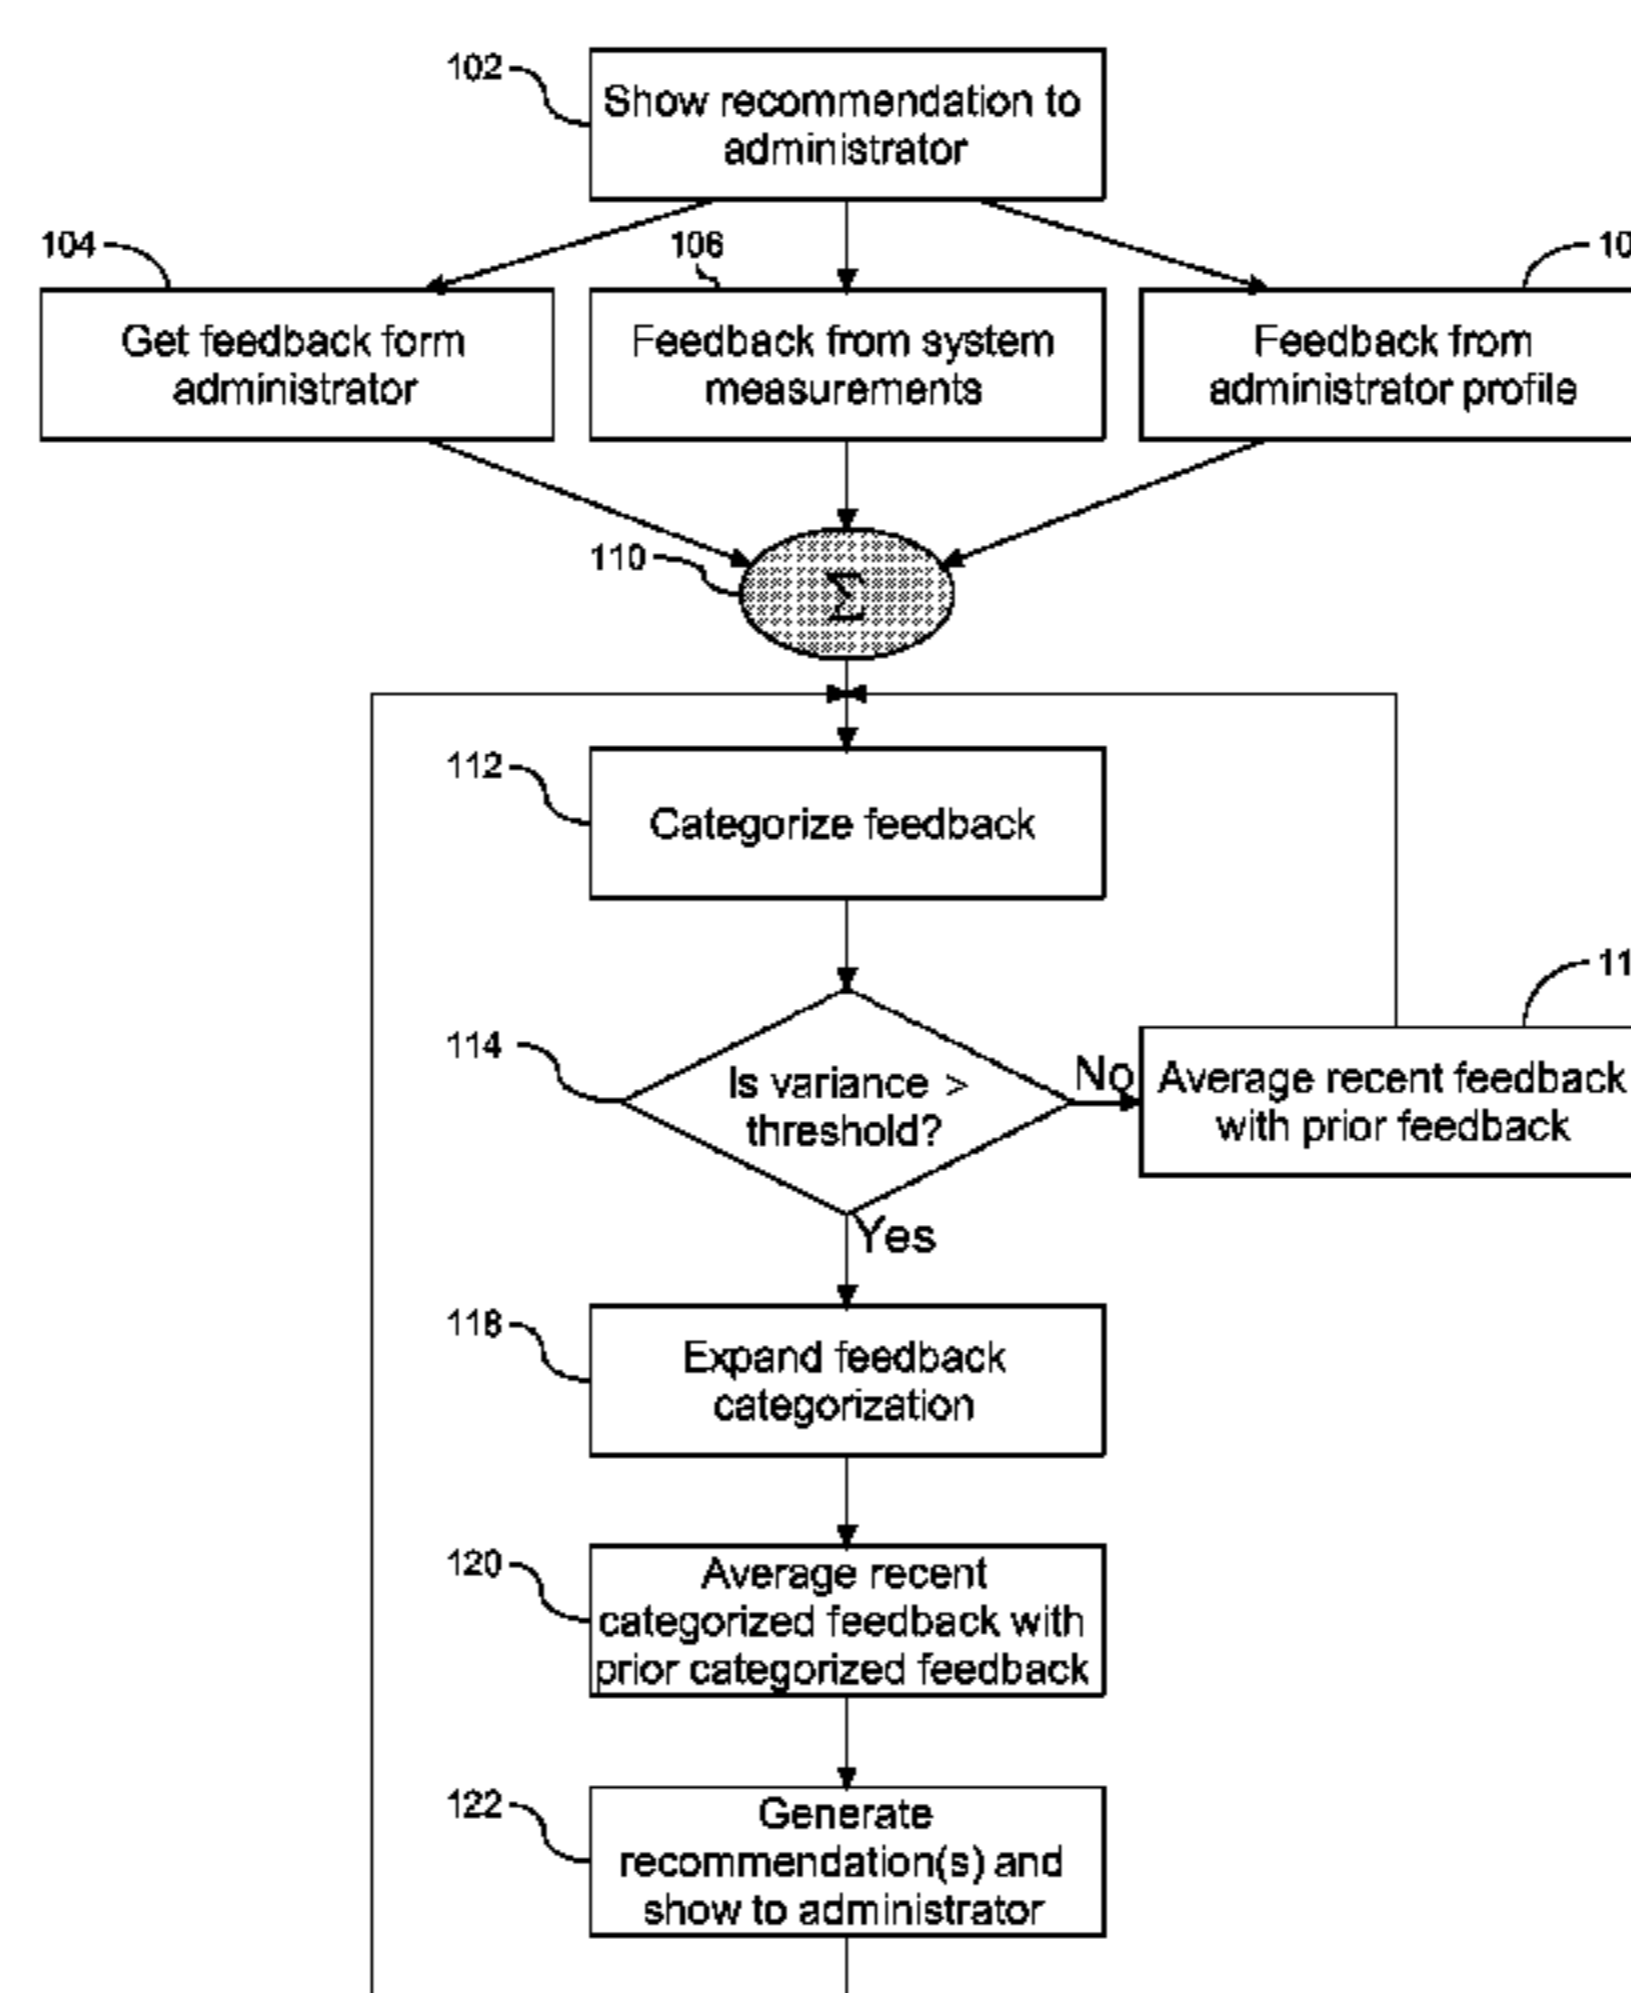 102
Show recommendation to
administrator
104
106
10
Get feedback form
administrator
Feedback from system
measurements
Feedback from
administrator profile
110
Σ
112
Categorize feedback
114
Is variance >
threshold?
No
11
Average recent feedback
with prior feedback
Yes
118
Expand feedback
categorization
120
Average recent
categorized feedback with
prior categorized feedback
122
Generate
recommendation(s) and
show to administrator